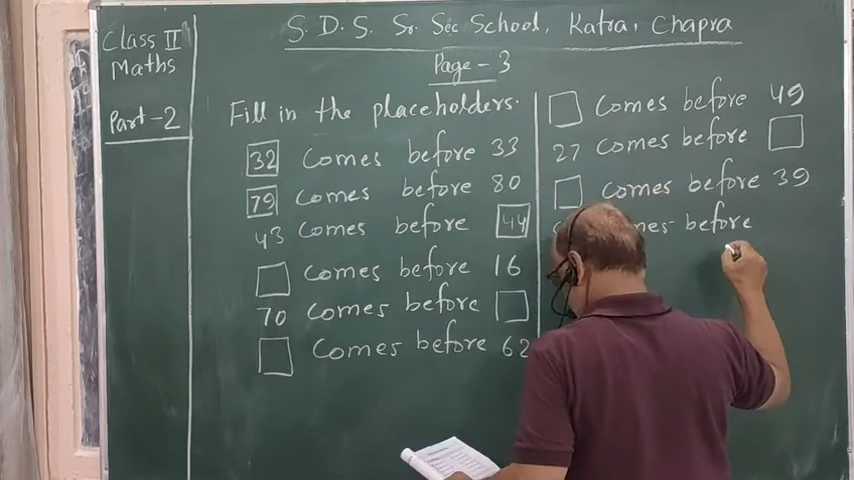 S. D. S. Sr. Sec School, Katra, Chapra
Class II
Maths
Part-2
Page-3
Fill in the placeholders.
32 Comes before 33
79 Comes before 80
43 Comes before 44
Comes before 16
70 Comes before
Comes before 62
Comes before 49
27 Comes before
Comes before 39
before